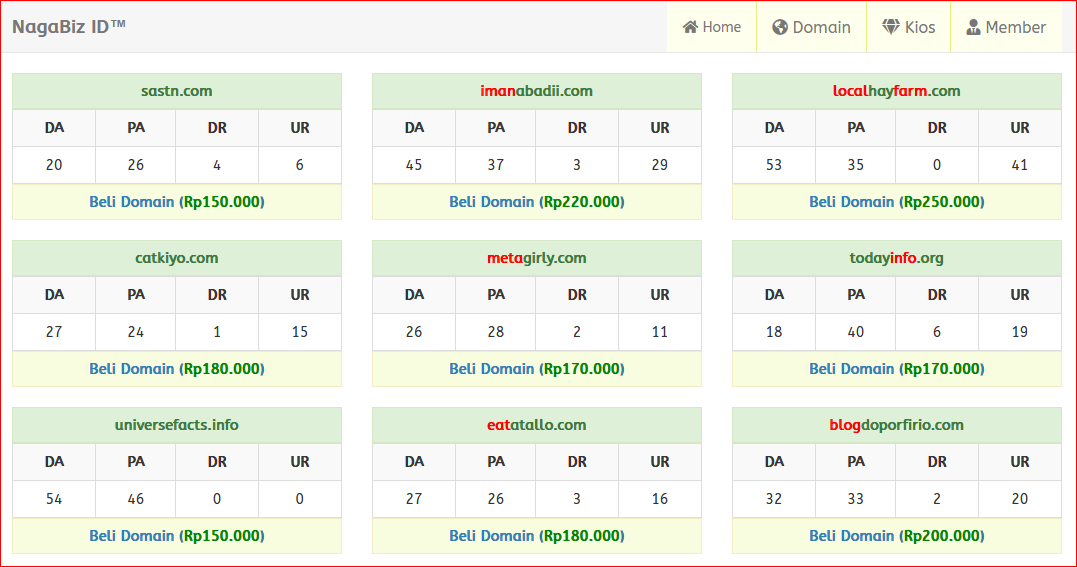 NagaBiz ID™ Home Domain Kios Member
sastn.com imanabadii.com localhayfarm.com
DA PA DR UR DA PA DR UR DA PA DR UR
20 26 4 6 45 37 3 29 53 35 0 41
Beli Domain (Rp150.000) Beli Domain (Rp220.000) Beli Domain (Rp250.000)
catkiyo.com metagirly.com todayinfo.org
DA PA DR UR DA PA DR UR DA PA DR UR
27 24 1 15 26 28 2 11 18 40 6 19
Beli Domain (Rp180.000) Beli Domain (Rp170.000) Beli Domain (Rp170.000)
universefacts.info eatatallo.com blogdoporfirio.com
DA PA DR UR DA PA DR UR DA PA DR UR
54 46 0 0 27 26 3 16 32 33 2 20
Beli Domain (Rp150.000) Beli Domain (Rp180.000) Beli Domain (Rp200.000)